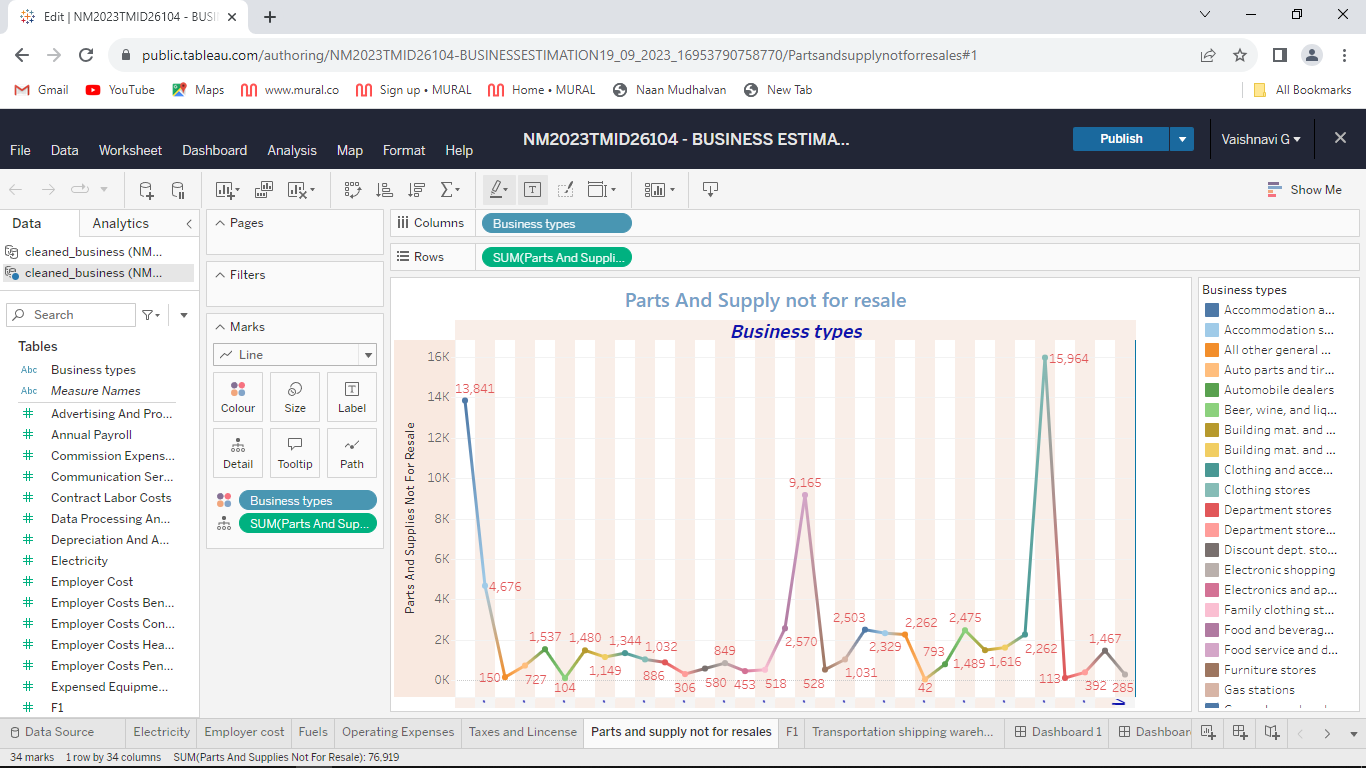 Edit | NM2023TMID26104 - BUSI
public.tableau.com/authoring/NM2023TMID26104-BUSINESSESTIMATION19_09_2023_16953790758770/Partsandsupplynotforresales#1
Gmail YouTube Maps www.mural.co Sign up • MURAL Home • MURAL Naan Mudhalvan New Tab All Bookmarks
NM2023TMID26104 - BUSINESS ESTIMA...
Publish
Vaishnavi G
File Data Worksheet Dashboard Analysis Map Format Help
Show Me
Data Analytics
cleaned_business (NM...
cleaned_business (NM...
Search
Tables
Abc Business types
Abc Measure Names
Advertising And Pro...
Annual Payroll
Commission Expens...
Communication Ser...
Contract Labor Costs
Data Processing An...
Depreciation And A...
Electricity
Employer Cost
Employer Costs Ben...
Employer Costs Con...
Employer Costs Hea...
Employer Costs Pen...
Expensed Equipme...
F1
Pages
Filters
Marks
Line
Colour Size Label
Detail Tooltip Path
Business types
SUM(Parts And Sup...
Columns Business types
Rows SUM(Parts And Suppli...
Parts And Supply not for resale
Business types
Parts And Supplies Not For Resale
16K
14K
12K
10K
8K
6K
4K
2K
0K
13,841
4,676
150
727
1,537
104
1,480
1,149
1,344
886
1,032
306
580
849
453
518
2,570
9,165
528
1,031
2,503
2,329
2,262
42
793
2,475
1,489
1,616
2,262
15,964
113
392
1,467
285
Business types
Accommodation a...
Accommodation s...
All other general ...
Auto parts and tir...
Automobile dealers
Beer, wine, and liq...
Building mat. and ...
Building mat. and ...
Clothing and acce...
Clothing stores
Department stores
Department store...
Discount dept. sto...
Electronic shopping
Electronics and ap...
Family clothing st...
Food and beverag...
Food service and d...
Furniture stores
Gas stations
Data Source Electricity Employer cost Fuels Operating Expenses Taxes and Lincense Parts and supply not for resales F1 Transportation shipping wareh... Dashboard 1 Dashboar
34 marks 1 row by 34 columns SUM(Parts And Supplies Not For Resale): 76,919